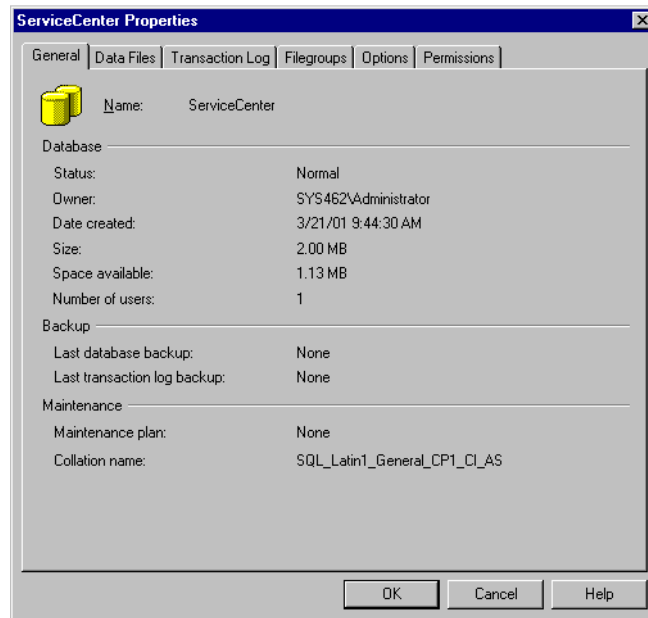 ServiceCenter Properties
General Data Files Transaction Log Filegroups Options Permissions
Name: ServiceCenter
Database
Status: Normal
Owner: SYS462\Administrator
Date created: 3/21/01 9:44:30 AM
Size: 2.00 MB
Space available: 1.13 MB
Number of users: 1
Backup
Last database backup: None
Last transaction log backup: None
Maintenance
Maintenance plan: None
Collation name: SQL_Latin1_General_CP1_CI_AS
OK Cancel Help